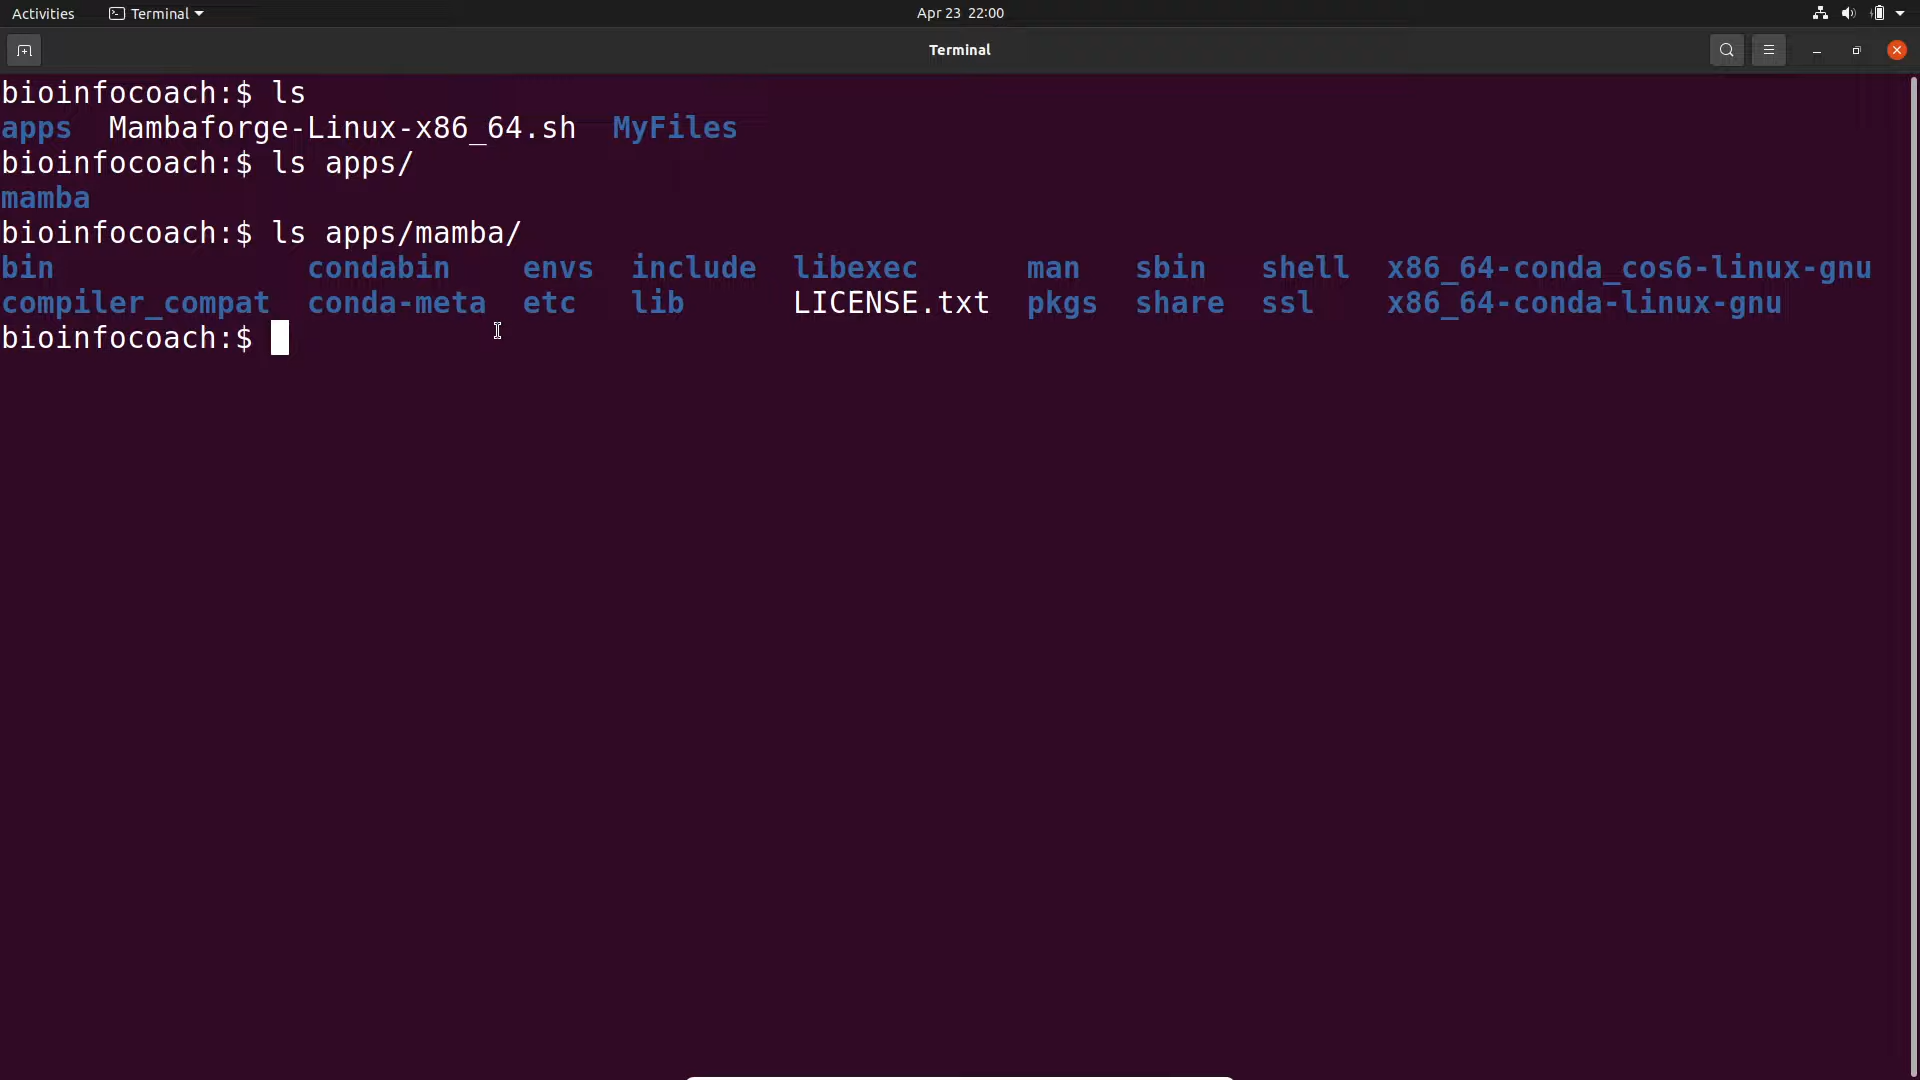 Activities Terminal Apr 23 22:00
Terminal
bioinfocoach:$ ls
apps Mambaforge-Linux-x86_64.sh MyFiles
bioinfocoach:$ ls apps/
mamba
bioinfocoach:$ ls apps/mamba/
bin condabin envs include libexec man sbin shell x86_64-conda_cos6-linux-gnu
compiler_compat conda-meta etc lib LICENSE.txt pkgs share ssl x86_64-conda-linux-gnu
bioinfocoach:$